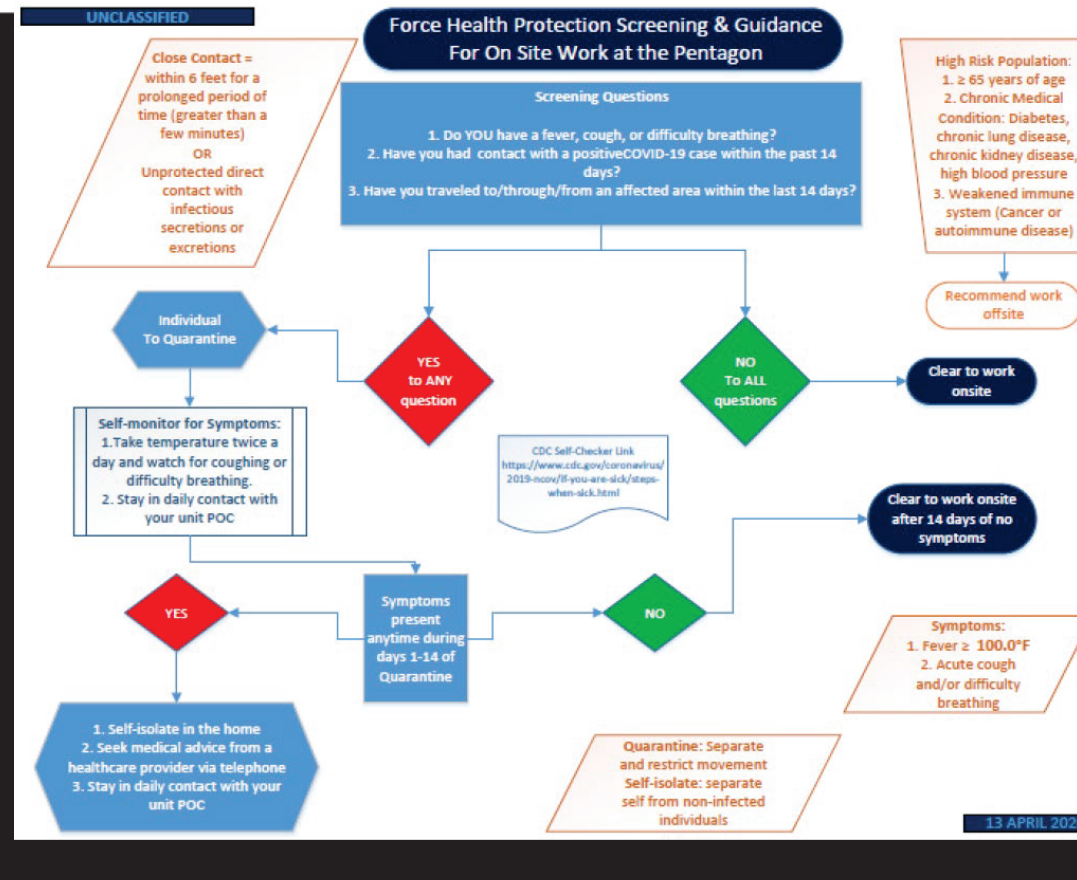 UNCLASSIFIED
Force Health Protection Screening & Guidance
For On Site Work at the Pentagon
Close Contact =
within 6 feet for a
prolonged period of
time (greater than a
few minutes)
OR
Unprotected direct
contact with
infectious
secretions or
excretions
Screening Questions
1. Do YOU have a fever, cough, or difficulty breathing?
2. Have you had contact with a positiveCOVID-19 case within the past 14
days?
3. Have you traveled to/through/from an affected area within the last 14 days?
High Risk Population:
1. ≥ 65 years of age
2. Chronic Medical
Condition: Diabetes,
chronic lung disease,
chronic kidney disease,
high blood pressure
3. Weakened immune
system (Cancer or
autoimmune disease)
Recommend work
offsite
Individual
To Quarantine
YES
to ANY
question
NO
To ALL
questions
Clear to work
onsite
Self-monitor for Symptoms:
1.Take temperature twice a
day and watch for coughing or
difficulty breathing.
2. Stay in daily contact with
your unit POC
CDC Self-Checker Link
https://www.cdc.gov/coronavirus/
2019-ncov/if-you-are-sick/steps-
when-sick.html
Clear to work onsite
after 14 days of no
symptoms
YES
Symptoms
present
anytime during
days 1-14 of
Quarantine
NO
Symptoms:
1. Fever ≥ 100.0°F
2. Acute cough
and/or difficulty
breathing
1. Self-isolate in the home
2. Seek medical advice from a
healthcare provider via telephone
3. Stay in daily contact with your
unit POC
Quarantine: Separate
and restrict movement
Self-isolate: separate
self from non-infected
individuals
13 APRIL 202